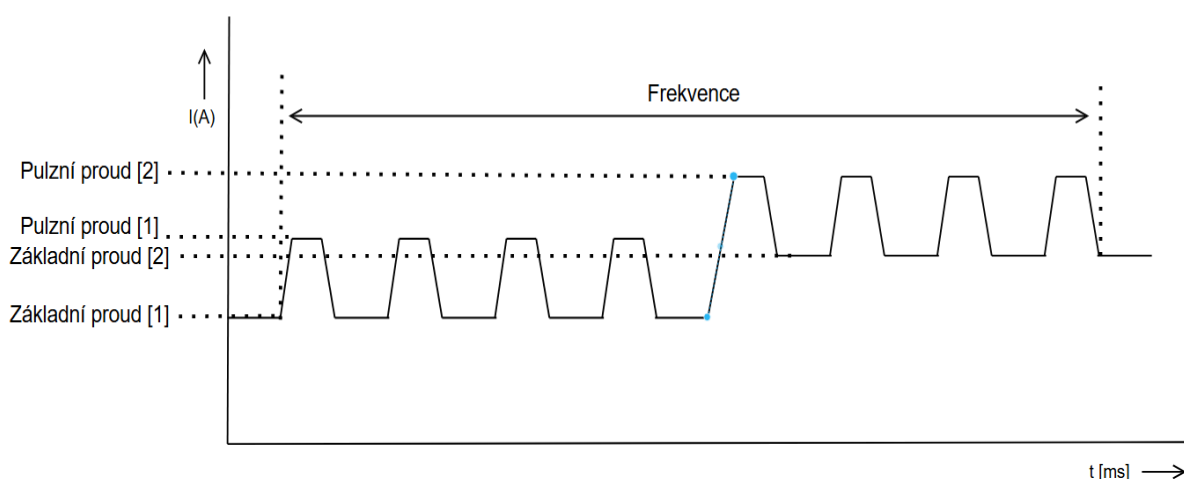 Frekvence
I(A)
Pulzní proud [2]
Pulzní proud [1]
Základní proud [2]
Základní proud [1]
t [ms]